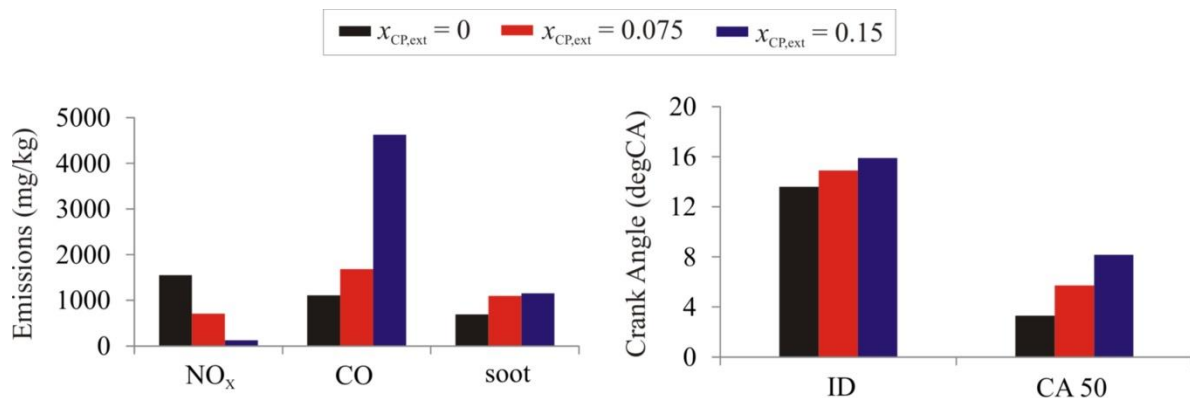 x_CP,ext = 0 x_CP,ext = 0.075 x_CP,ext = 0.15
Emissions (mg/kg)
5000
4000
3000
2000
1000
0
NO_X CO soot
Crank Angle (degCA)
20
16
12
8
4
0
ID CA 50